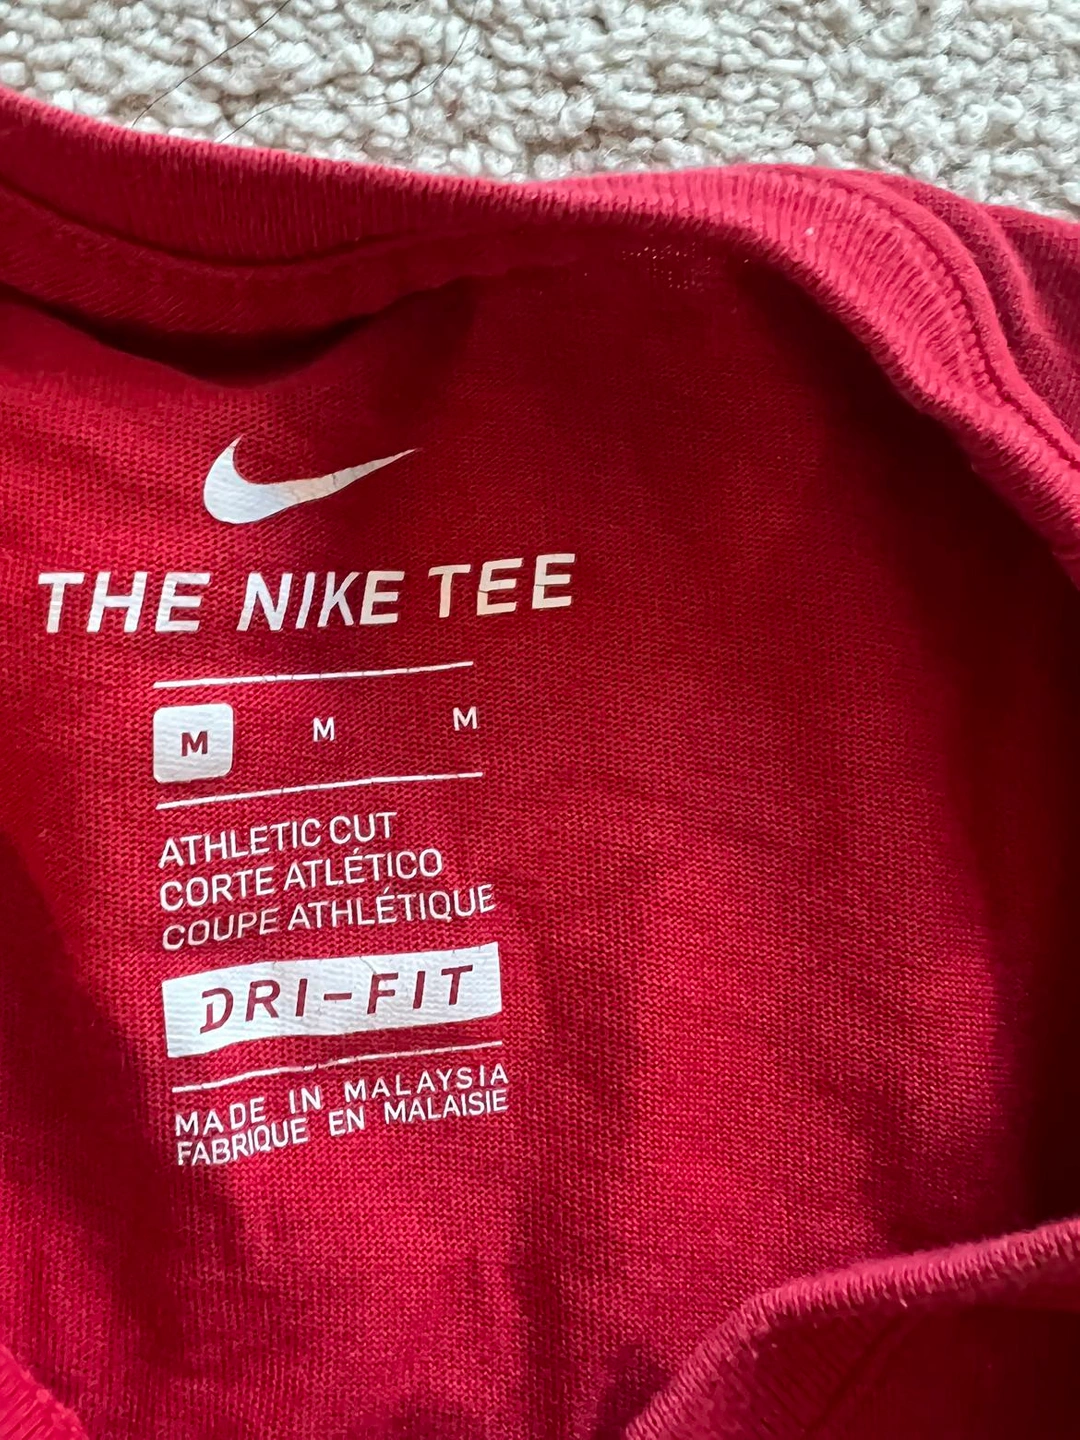 THE NIKE TEE
M M M
ATHLETIC CUT
CORTE ATLÉTICO
COUPE ATHLÉTIQUE
DRI-FIT
MADE IN MALAYSIA
FABRIQUE EN MALAISIE